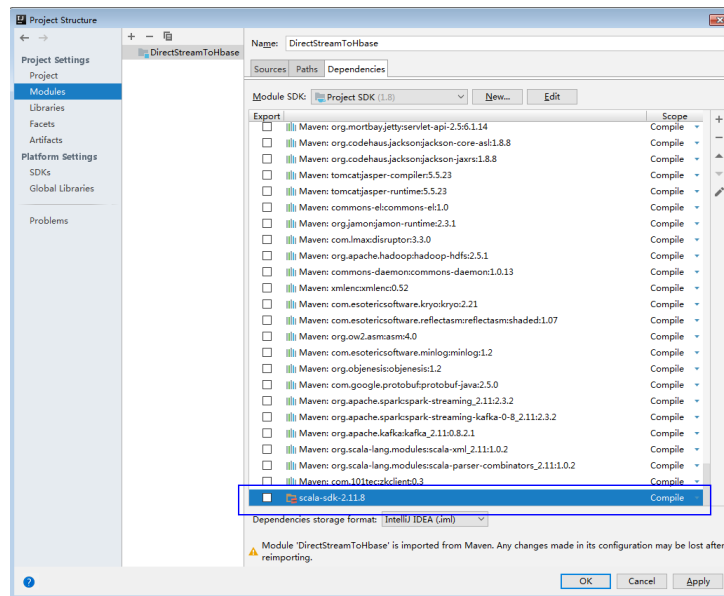 Project Structure
Name: DirectStreamToHbase
DirectStreamToHbase
Project Settings
Project
Modules
Libraries
Facets
Artifacts
Platform Settings
SDKs
Global Libraries
Problems
Sources Paths Dependencies
Module SDK: Project SDK (1.8) New... Edit
Export Scope
Maven: org.mortbay.jetty:servlet-api-2.5:6.1.14 Compile
Maven: org.codehaus.jackson:jackson-core-asl:1.8.8 Compile
Maven: org.codehaus.jackson:jackson-jaxrs:1.8.8 Compile
Maven: tomcat:jasper-compiler:5.5.23 Compile
Maven: tomcat:jasper-runtime:5.5.23 Compile
Maven: commons-el:commons-el:1.0 Compile
Maven: org.jamon:jamon-runtime:2.3.1 Compile
Maven: com.lmax:disruptor:3.3.0 Compile
Maven: org.apache.hadoop:hadoop-hdfs:2.5.1 Compile
Maven: commons-daemon:commons-daemon:1.0.13 Compile
Maven: xmlenc:xmlenc:0.52 Compile
Maven: com.esotericsoftware.kryo:kryo:2.21 Compile
Maven: com.esotericsoftware.reflectasm:reflectasm:shaded:1.07 Compile
Maven: org.ow2.asm:asm:4.0 Compile
Maven: com.esotericsoftware.minlog:minlog:1.2 Compile
Maven: org.objenesis:objenesis:1.2 Compile
Maven: com.google.protobuf:protobuf-java:2.5.0 Compile
Maven: org.apache.spark:spark-streaming_2.11:2.3.2 Compile
Maven: org.apache.spark:spark-streaming-kafka-0-8_2.11:2.3.2 Compile
Maven: org.apache.kafka:kafka_2.11:0.8.2.1 Compile
Maven: org.scala-lang.modules:scala-xml_2.11:1.0.2 Compile
Maven: org.scala-lang.modules:scala-parser-combinators_2.11:1.0.2 Compile
Maven: com.101tec:zkclient:0.3 Compile
scala-sdk-2.11.8 Compile
Dependencies storage format: IntelliJ IDEA (.iml)
Module 'DirectStreamToHbase' is imported from Maven. Any changes made in its configuration may be lost after
reimporting.
OK Cancel Apply